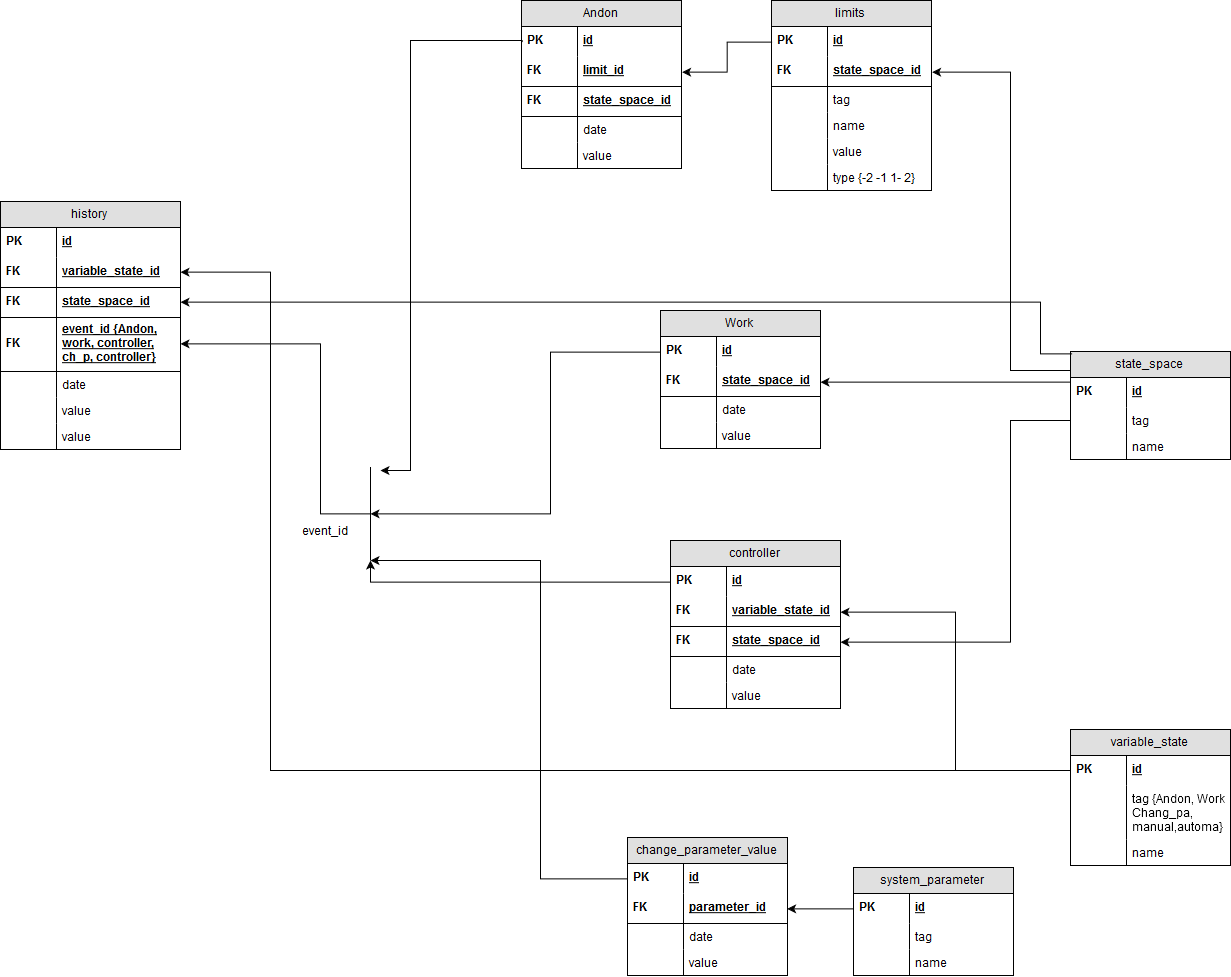 Andon
PK id
FK limit_id
FK state_space_id
date
value
limits
PK id
FK state_space_id
tag
name
value
type {-2 -1 1- 2}
history
PK id
FK variable_state_id
FK state_space_id
FK event_id {Andon,
work, controller,
ch_p, controller}
date
value
value
Work
PK id
FK state_space_id
date
value
state_space
PK id
tag
name
event_id
controller
PK id
FK variable_state_id
FK state_space_id
date
value
variable_state
PK id
tag {Andon, Work
Chang_pa,
manual,automa}
name
change_parameter_value
PK id
FK parameter_id
date
value
system_parameter
PK id
tag
name